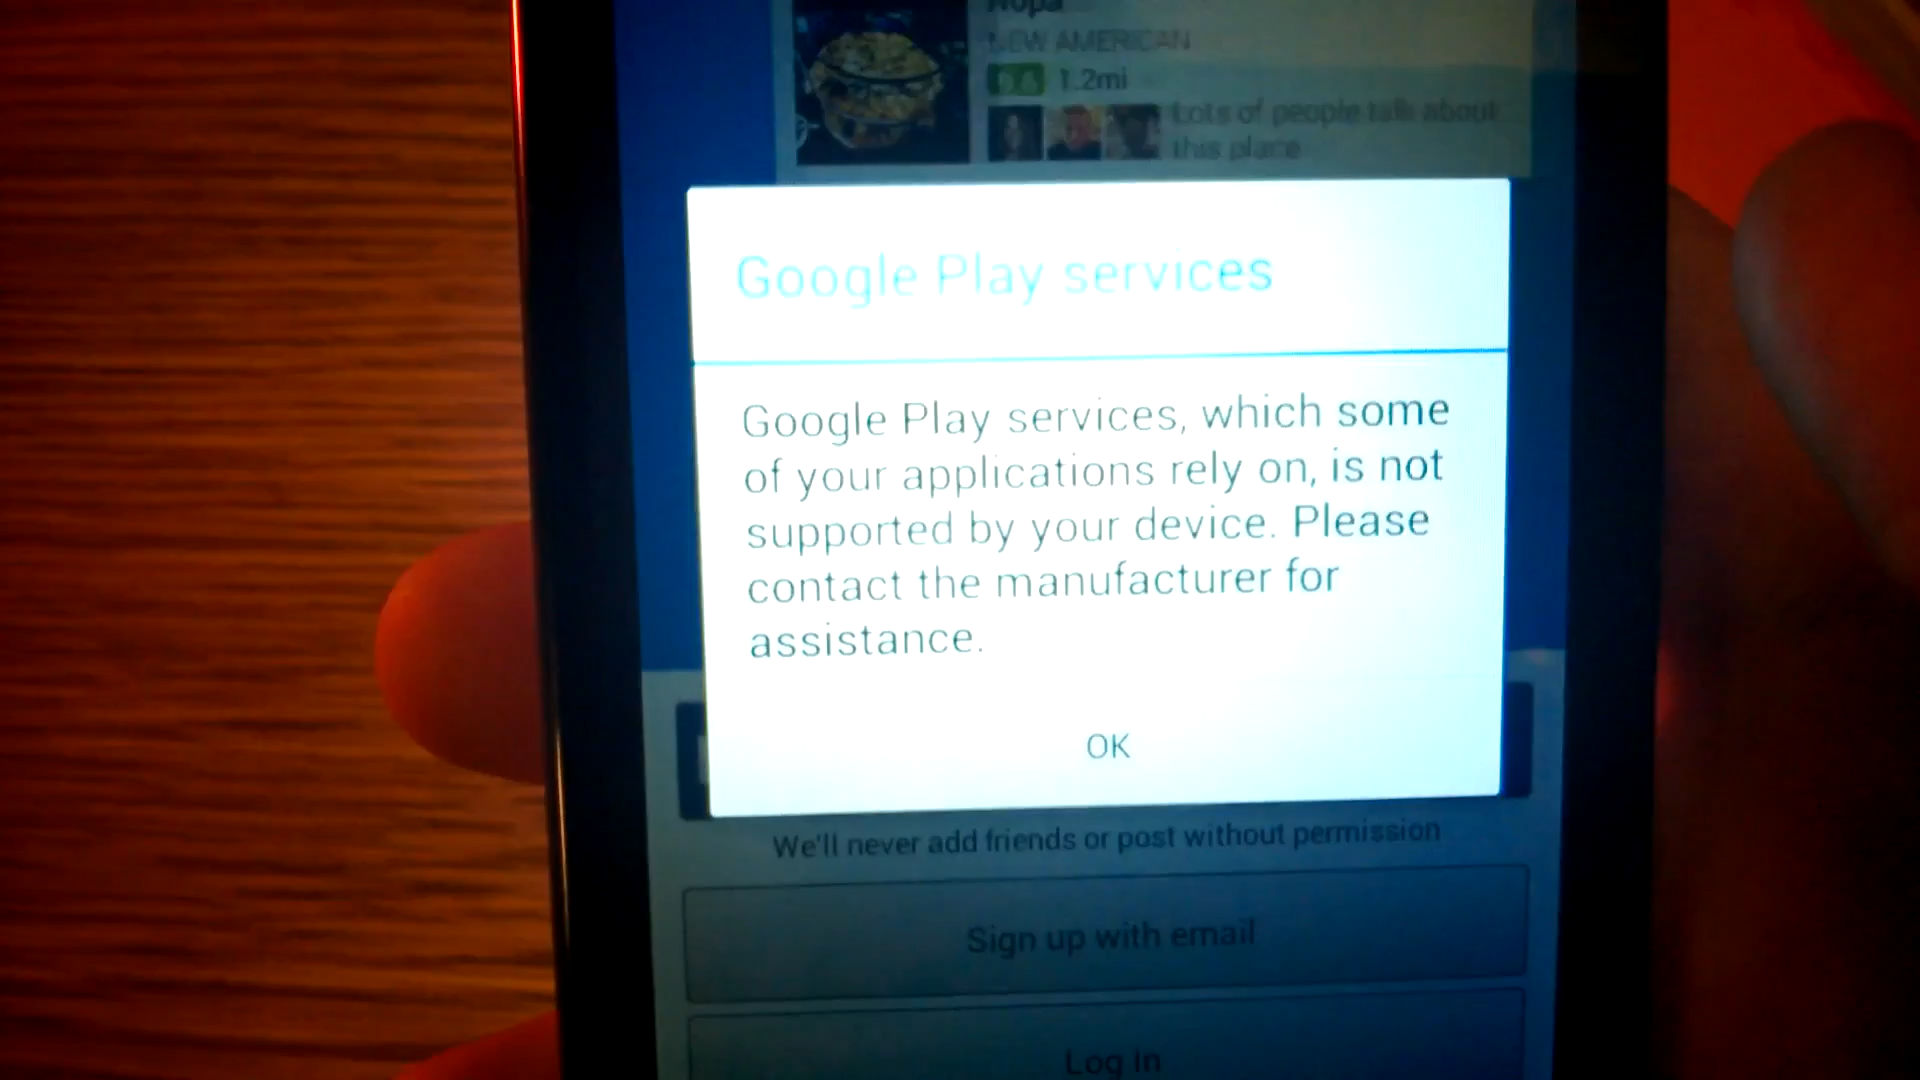 Nopa
NEW AMERICAN
1.2mi
Lots of people talk about
this place
Google Play services
Google Play services, which some
of your applications rely on, is not
supported by your device. Please
contact the manufacturer for
assistance.
OK
We'll never add friends or post without permission
Sign up with email
Log in